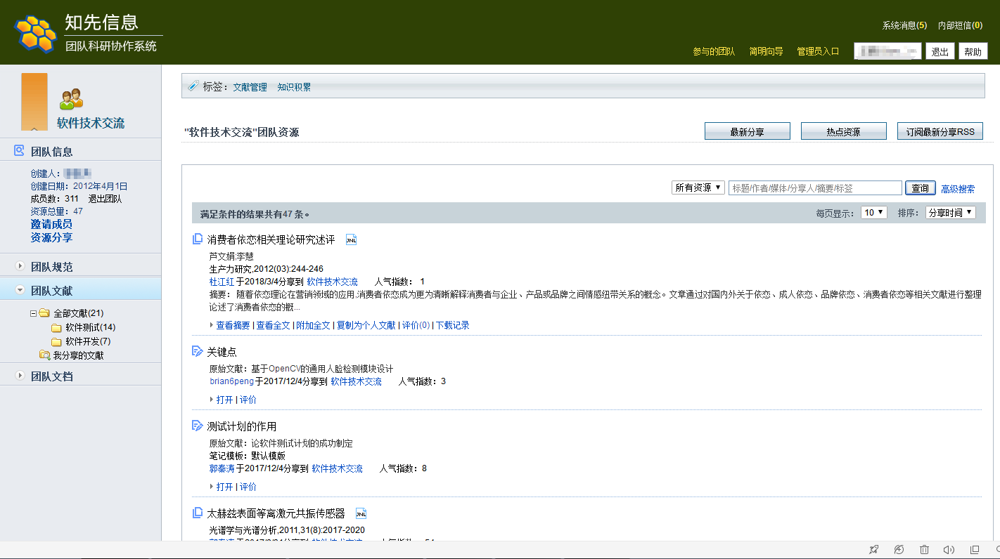 知先信息
团队科研协作系统
系统消息(5) 内部短信(0)
参与的团队 简明向导 管理员入口 退出 帮助
软件技术交流
团队信息
创建人：
创建日期：2012年4月1日
成员数：311 退出团队
资源总量：47
邀请成员
资源分享
团队规范
团队文献
全部文献(21)
软件测试(14)
软件开发(7)
我分享的文献
团队文档
标签：文献管理 知识积累
"软件技术交流"团队资源 最新分享 热点资源 订阅最新分享RSS
所有资源 标题/作者/媒体/分享人/摘要/标签 查询 高级搜索
满足条件的结果共有47 条。 每页显示： 10 排序： 分享时间
消费者依恋相关理论研究述评 JNL
芦文娟,李慧
生产力研究,2012(03):244-246
杜江红 于2018/3/4分享到 软件技术交流 人气指数： 1
摘要： 随着依恋理论在营销领域的应用,消费者依恋成为更为清晰解释消费者与企业、产品或品牌之间情感纽带关系的概念。文章通过对国内外关于依恋、成人依恋、品牌依恋、消费者依恋等相关文献进行整理
论述了消费者依恋的概...
查看摘要 | 查看全文 | 附加全文 | 复制为个人文献 | 评价(0) | 下载记录
关键点
原始文献：基于OpenCV的通用人脸检测模块设计
brian6peng 于2017/12/4分享到 软件技术交流 人气指数：3
打开 | 评价
测试计划的作用
原始文献：论软件测试计划的成功制定
笔记模板：默认模版
郭秦涛 于2017/12/4分享到 软件技术交流 人气指数：8
打开 | 评价
太赫兹表面等离激元共振传感器 JNL
光谱学与光谱分析,2011,31(8):2017-2020